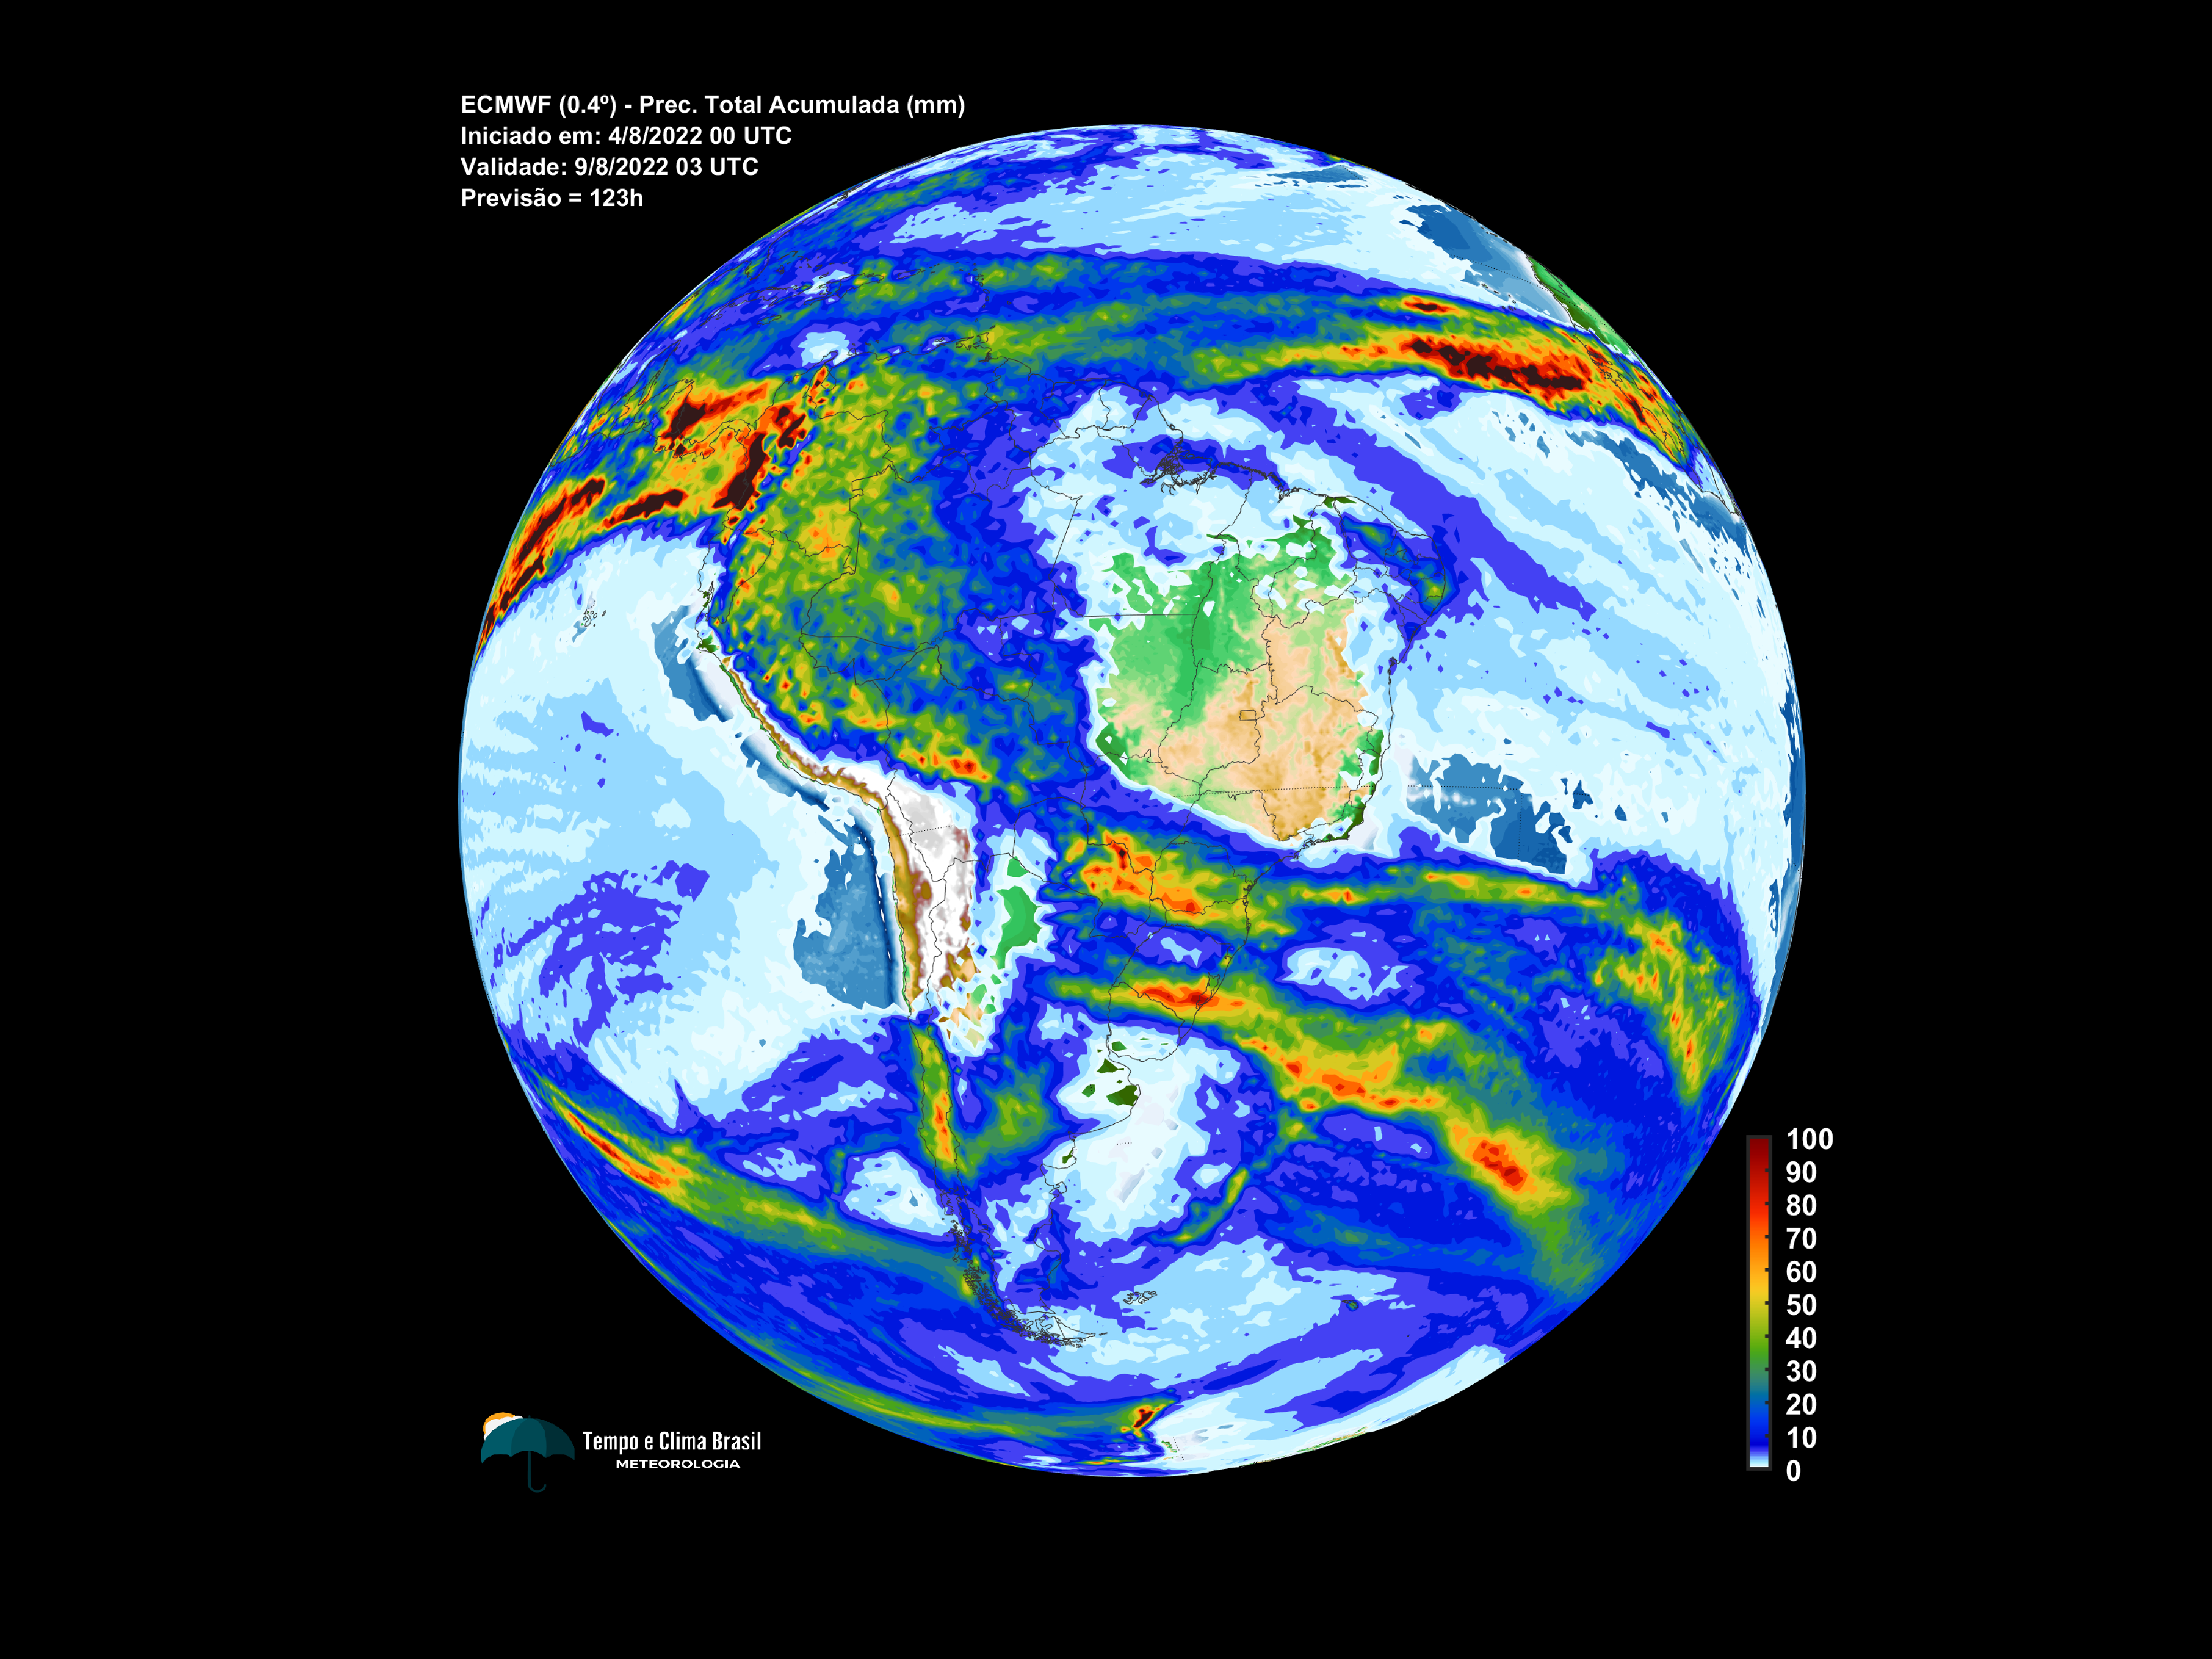 ECMWF (0.4º) - Prec. Total Acumulada (mm)
Iniciado em: 4/8/2022 00 UTC
Validade: 9/8/2022 03 UTC
Previsão = 123h
100
90
80
70
60
50
40
30
20
10
0
Tempo e Clima Brasil
METEOROLOGIA